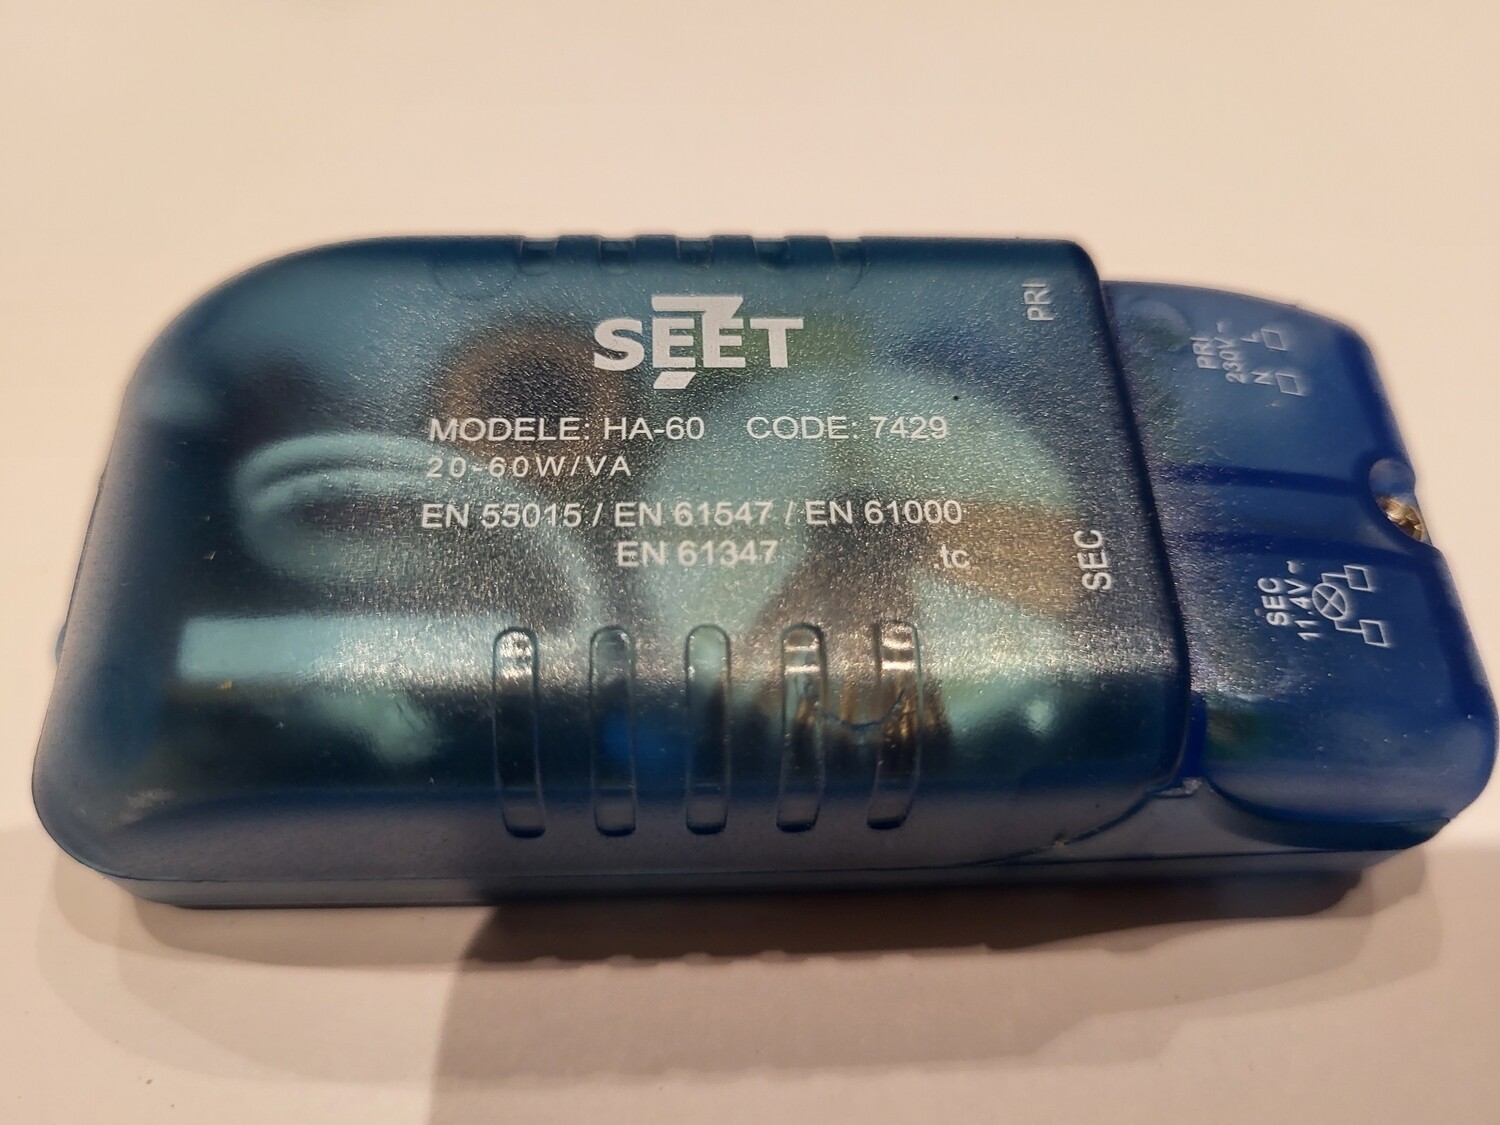 SEET
MODELE: HA-60 CODE: 7429
20-60W/VA
EN 55015 / EN 61547 / EN 61000
EN 61347 .tc
PRI
SEC
PRI
230V~
L
N
SEC
11,4V~